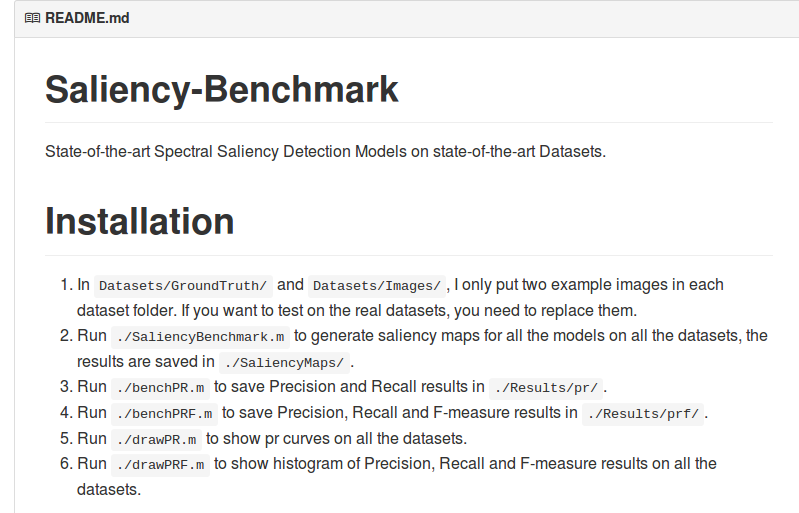 README.md
Saliency-Benchmark
State-of-the-art Spectral Saliency Detection Models on state-of-the-art Datasets.
Installation
1. In Datasets/GroundTruth/ and Datasets/Images/ , I only put two example images in each
dataset folder. If you want to test on the real datasets, you need to replace them.
2. Run ./SaliencyBenchmark.m to generate saliency maps for all the models on all the datasets, the
results are saved in ./SaliencyMaps/ .
3. Run ./benchPR.m to save Precision and Recall results in ./Results/pr/ .
4. Run ./benchPRF.m to save Precision, Recall and F-measure results in ./Results/prf/ .
5. Run ./drawPR.m to show pr curves on all the datasets.
6. Run ./drawPRF.m to show histogram of Precision, Recall and F-measure results on all the
datasets.